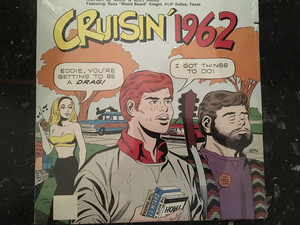 Featuring Russ "Weird Beard" Knight, KLIF Dallas, Texas
CRUISIN' 1962
EDDIE, YOU'RE
GETTING TO BE
A DRAG!
I GOT THINGS
TO DO!
HOWL